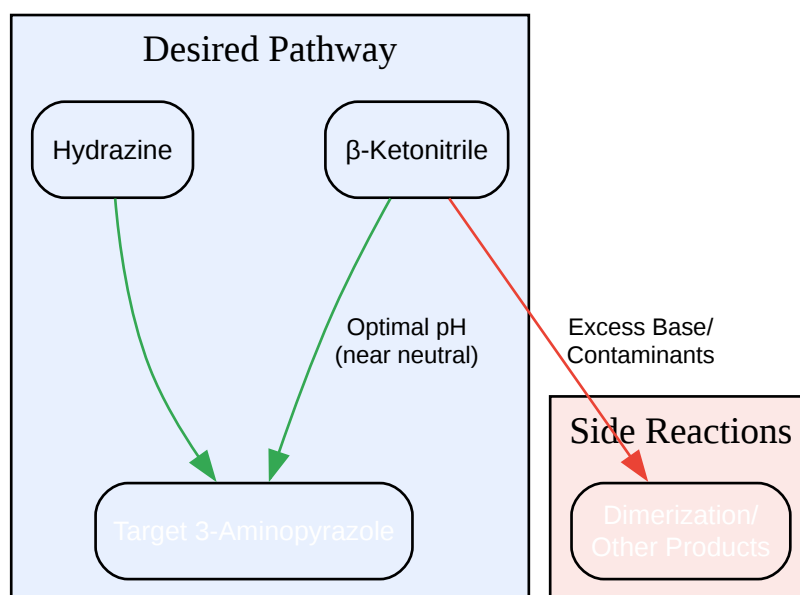 Desired Pathway
Hydrazine
β-Ketonitrile
Optimal pH
(near neutral)
Excess Base/
Contaminants
Side Reactions
Target 3-Aminopyrazole
Dimerization/
Other Products